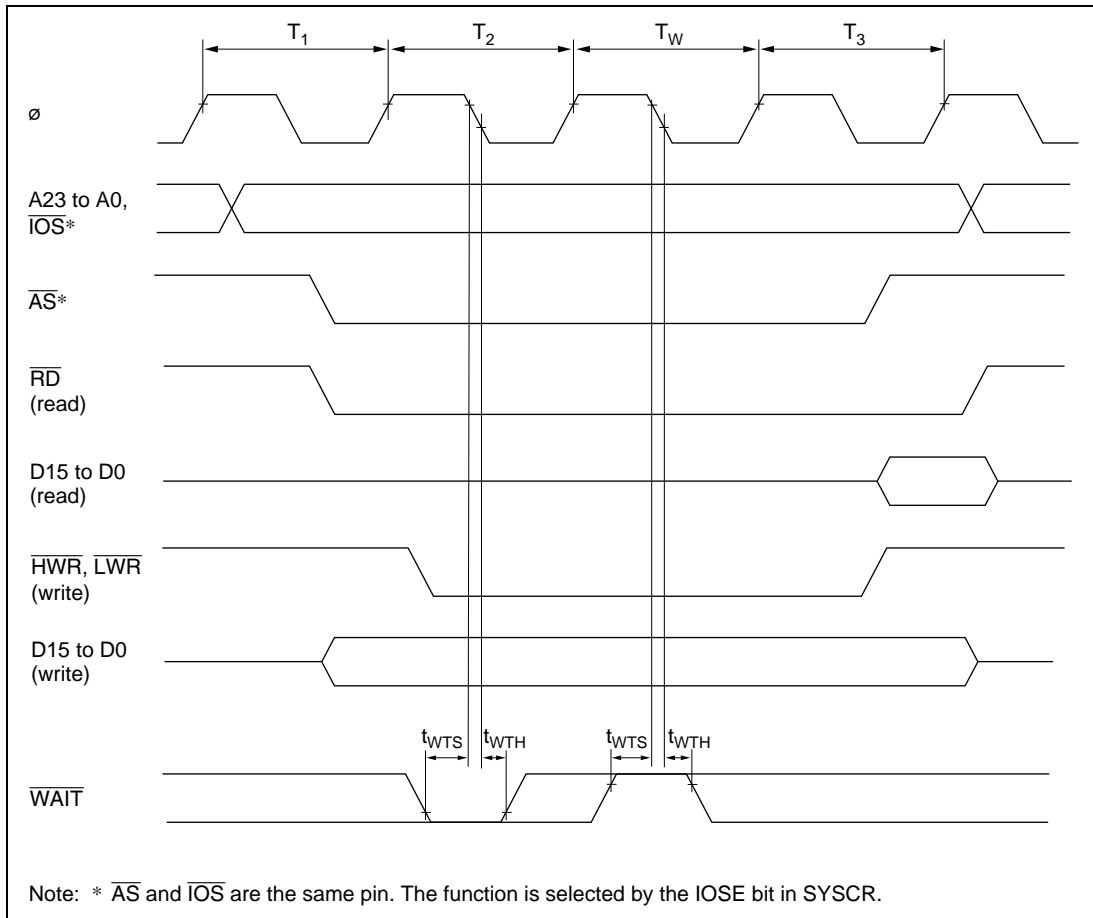 T1 T2 TW T3
ø
A23 to A0,
IOS*
AS*
RD
(read)
D15 to D0
(read)
HWR, LWR
(write)
D15 to D0
(write)
tWTS tWTH tWTS tWTH
WAIT
Note: * AS and IOS are the same pin. The function is selected by the IOSE bit in SYSCR.